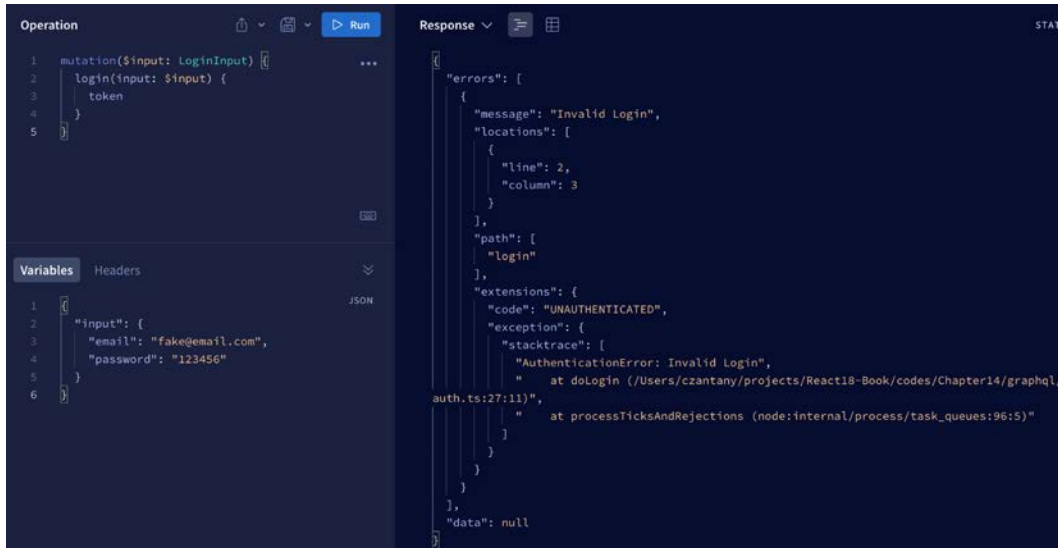 Operation
Run
1 mutation($input: LoginInput) {
2 login(input: $input) {
3 token
4 }
5 }
Variables Headers
JSON
1 {
2 "input": {
3 "email": "fake@email.com",
4 "password": "123456"
5 }
6 }
Response
STAT
{
"errors": [
{
"message": "Invalid Login",
"locations": [
{
"line": 2,
"column": 3
}
],
"path": [
"login"
],
"extensions": {
"code": "UNAUTHENTICATED",
"exception": {
"stacktrace": [
"AuthenticationError: Invalid Login",
"    at doLogin (/Users/czantany/projects/React18-Book/codes/Chapter14/graphql/
auth.ts:27:11)",
"    at processTicksAndRejections (node:internal/process/task_queues:96:5)"
]
}
}
}
],
"data": null
}